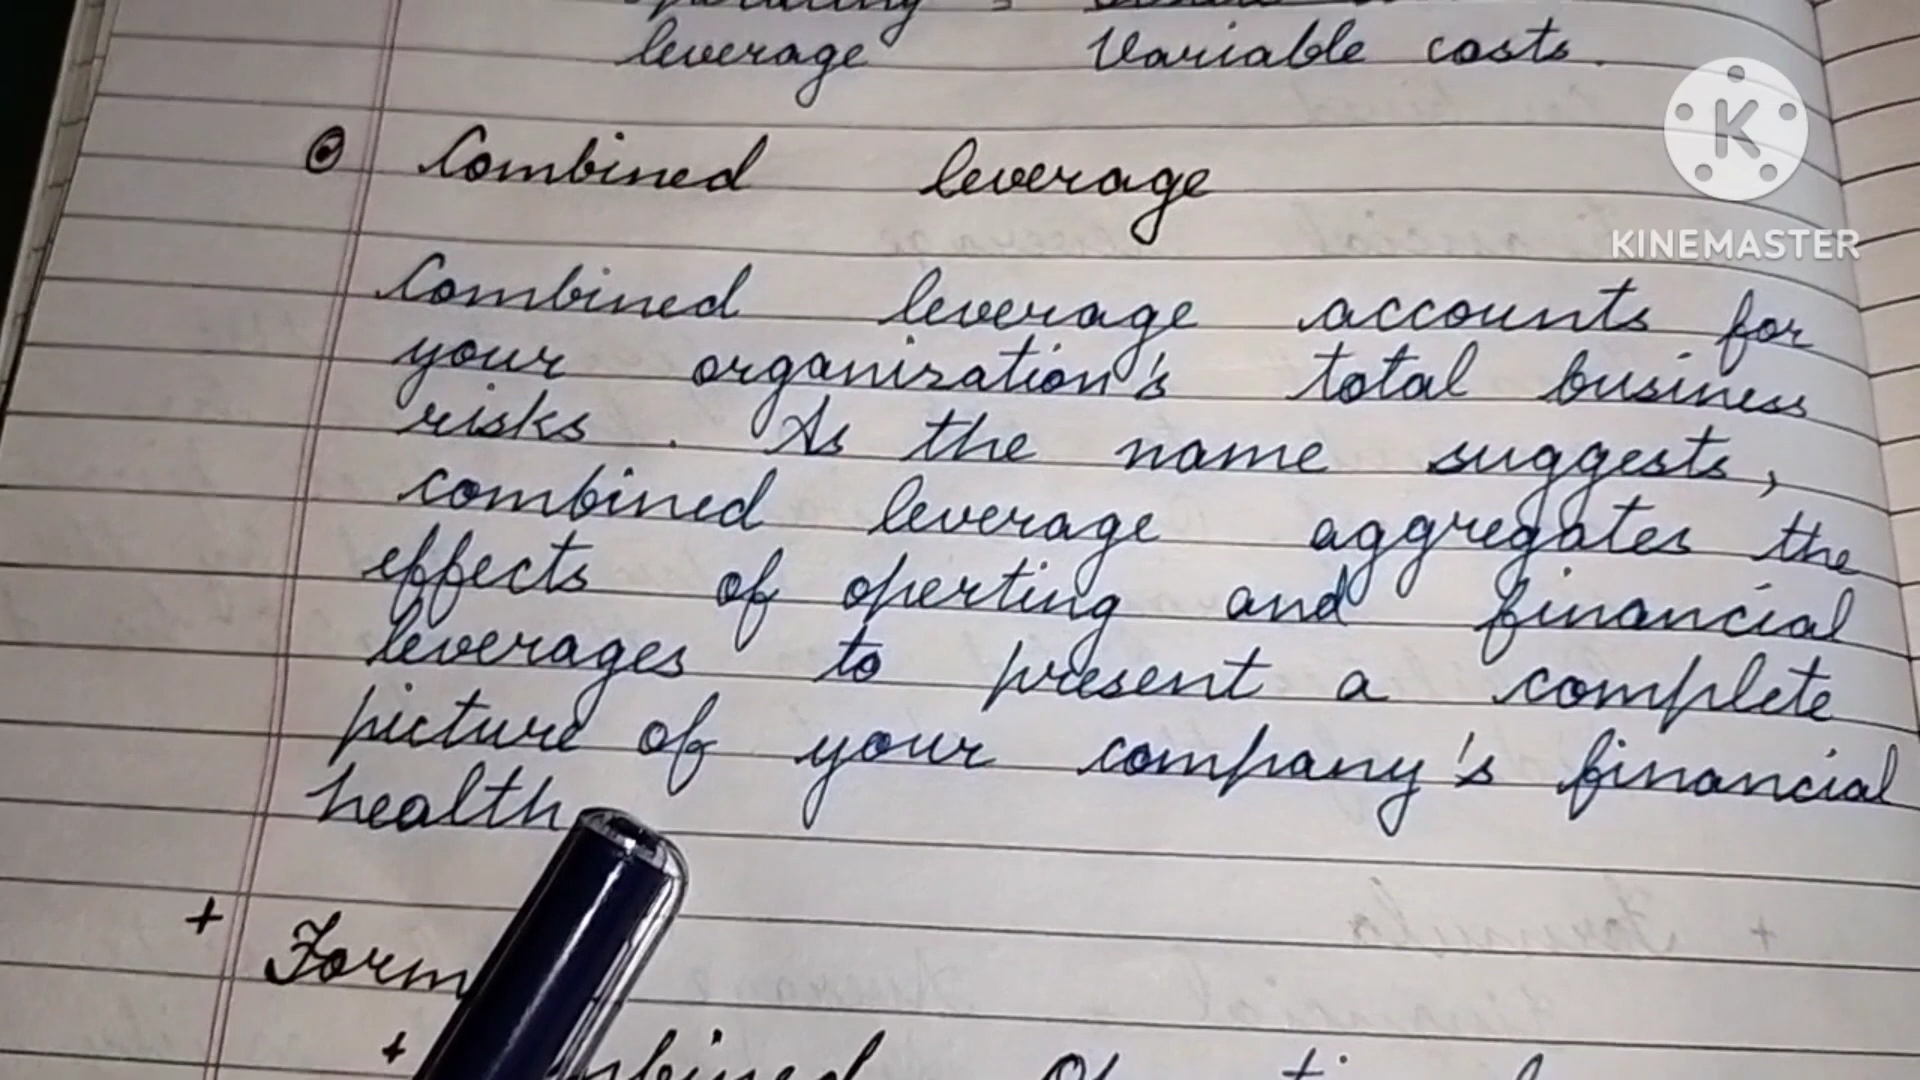 leverage Variable costs.
Combined leverage
KINEMASTER
Combined leverage accounts for
your organization's total business
risks. As the name suggests,
combined leverage aggregates the
effects of operting and financial
leverages to present a complete
picture of your company's financial
health
+
+